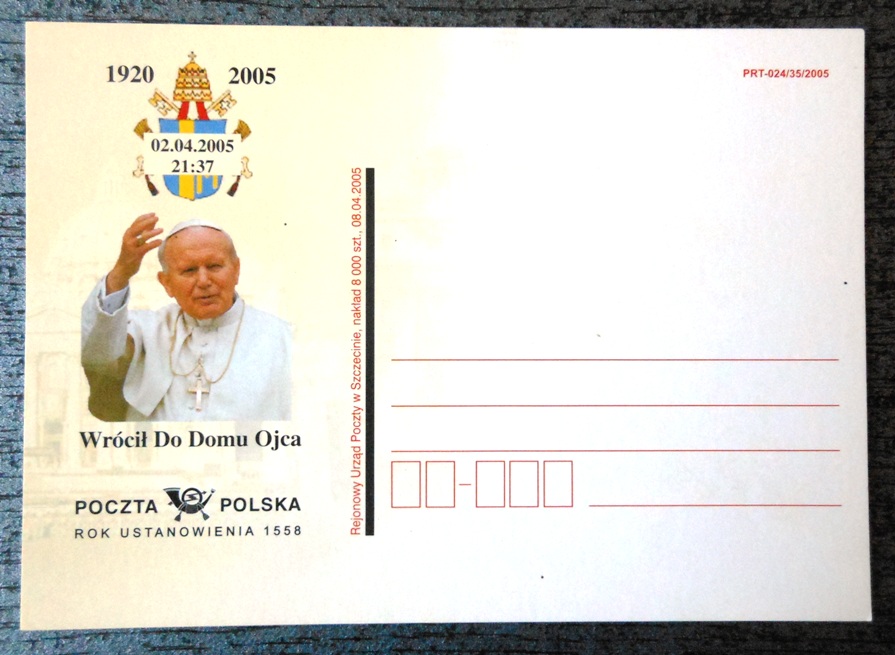 1920 2005
02.04.2005
21:37
Wrócił Do Domu Ojca
POCZTA POLSKA
ROK USTANOWIENIA 1558
Rejonowy Urząd Poczty w Szczecinie, nakład 8 000 szt., 08.04.2005
PRT-024/35/2005